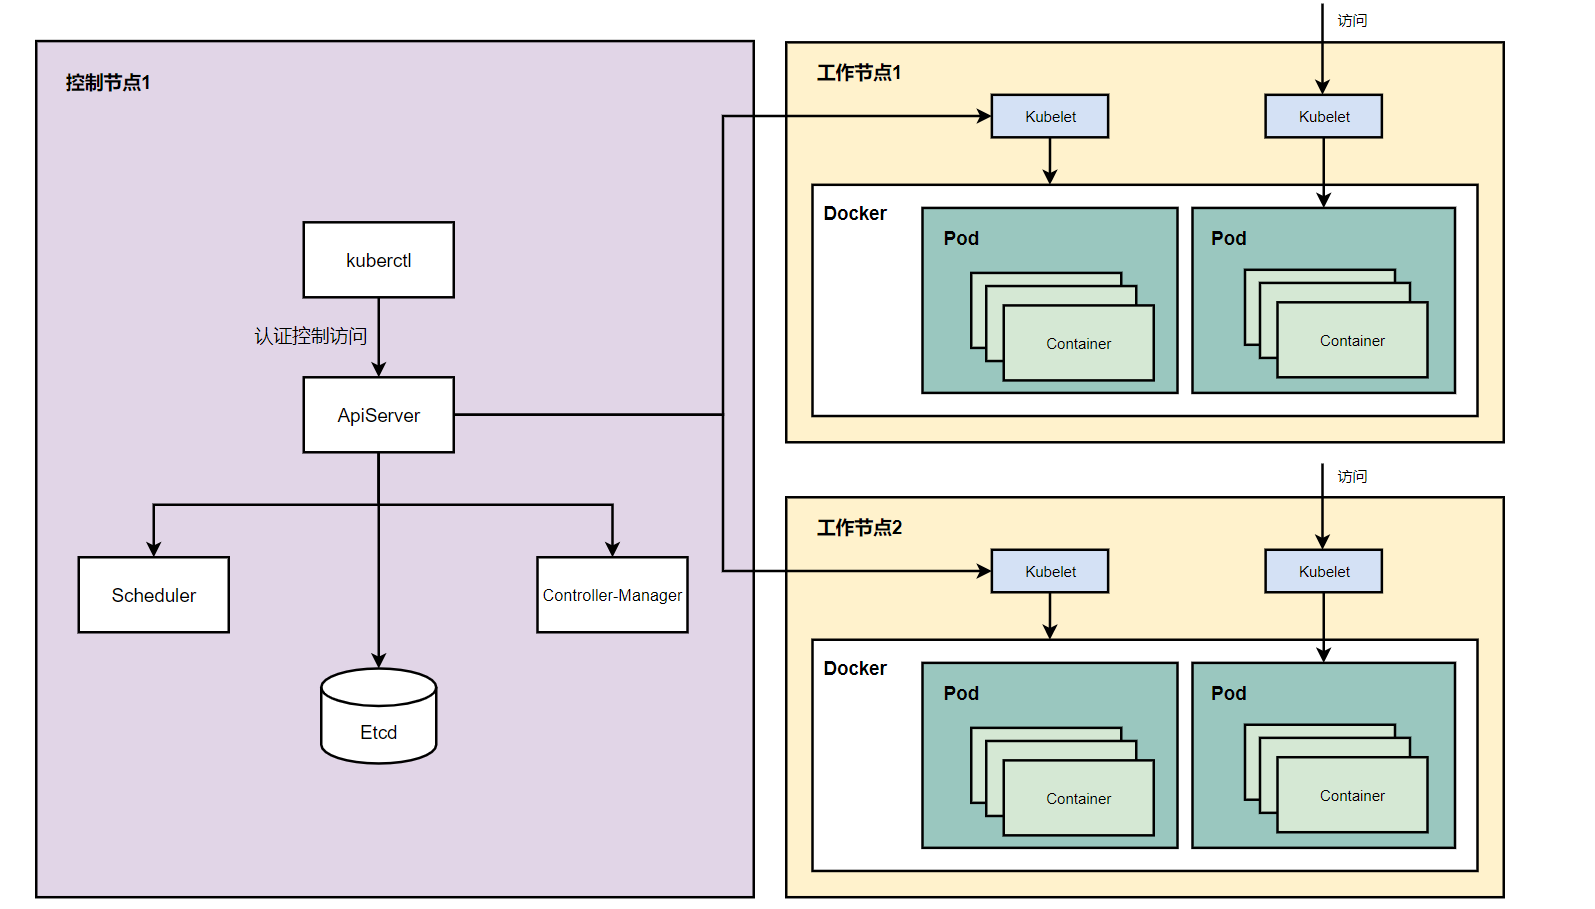 控制节点1
kuberctl
认证控制访问
ApiServer
Scheduler
Controller-Manager
Etcd
访问
工作节点1
Kubelet
Kubelet
Docker
Pod
Container
Pod
Container
访问
工作节点2
Kubelet
Kubelet
Docker
Pod
Container
Pod
Container